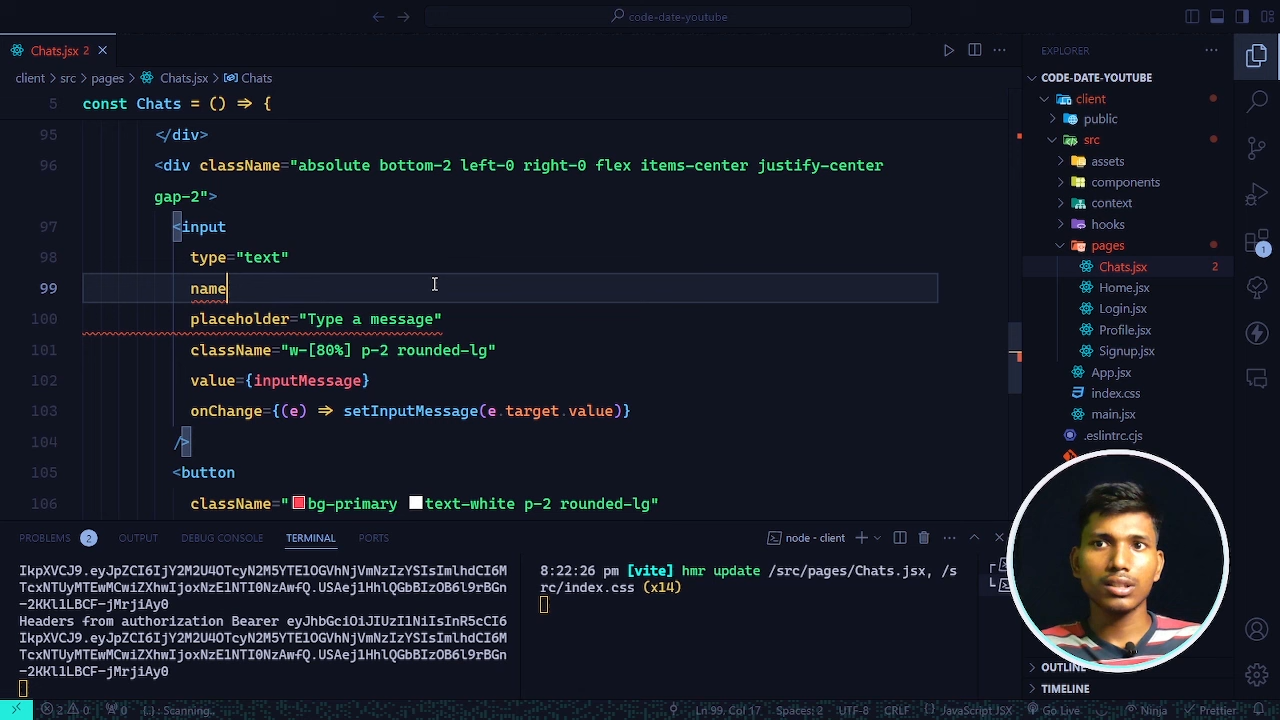 code-date-youtube
Chats.jsx 2
client > src > pages > Chats.jsx > Chats
5 const Chats = () => {
95 </div>
96 <div className="absolute bottom-2 left-0 right-0 flex items-center justify-center
gap-2">
97 <input
98 type="text"
99 name
100 placeholder="Type a message"
101 className="w-[80%] p-2 rounded-lg"
102 value={inputMessage}
103 onChange={(e) => setInputMessage(e.target.value)}
104 />
105 <button
106 className="bg-primary text-white p-2 rounded-lg"
EXPLORER
CODE-DATE-YOUTUBE
client
public
src
assets
components
context
hooks
pages
Chats.jsx 2
Home.jsx
Login.jsx
Profile.jsx
Signup.jsx
App.jsx
index.css
main.jsx
.eslintrc.cjs
OUTLINE
TIMELINE
1
PROBLEMS 2 OUTPUT DEBUG CONSOLE TERMINAL PORTS
node - client
IkpXVCJ9.eyJpZCI6IjY2M2U4OTcyN2M5YTE1OGVhNjVmNzIzYSIsImlhdCI6M
TcxNTUyMTEwMCwiZXhwIjoxNzE1NTI0NzAwfQ.USAej1HhlQGbBIzOB6l9rBGn
-2KKl1LBCF-jMrjiAy0
Headers from authorization Bearer eyJhbGciOiJIUzI1NiIsInR5cCI6
IkpXVCJ9.eyJpZCI6IjY2M2U4OTcyN2M5YTE1OGVhNjVmNzIzYSIsImlhdCI6M
TcxNTUyMTEwMCwiZXhwIjoxNzE1NTI0NzAwfQ.USAej1HhlQGbBIzOB6l9rBGn
-2KKl1LBCF-jMrjiAy0
8:22:26 pm [vite] hmr update /src/pages/Chats.jsx, /s
rc/index.css (x14)
2 0 0 {..} : Scanning.. Ln 99, Col 17 Spaces: 2 UTF-8 CRLF {} JavaScript JSX Go Live Ninja Prettier